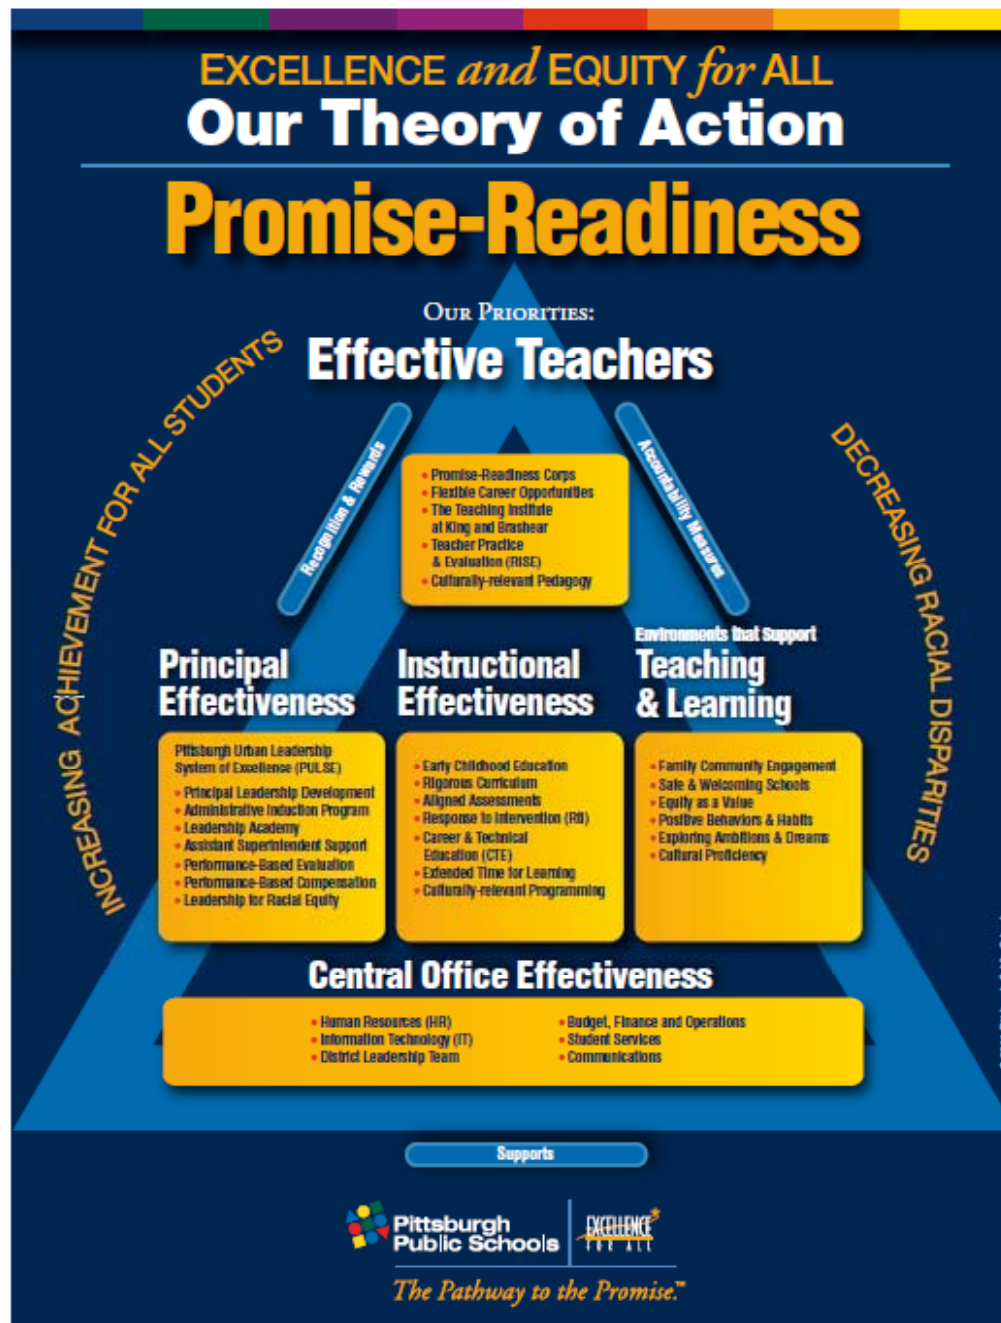 EXCELLENCE and EQUITY for ALL
Our Theory of Action
Promise-Readiness
OUR PRIORITIES:
Effective Teachers
INCREASING ACHIEVEMENT FOR ALL STUDENTS
Recognition & Rewards
Accountability Measures
DECREASING RACIAL DISPARITIES
• Promise-Readiness Corps
• Flexible Career Opportunities
• The Teaching Institute
at King and Brashear
• Teacher Practice
& Evaluation (RISE)
• Culturally-relevant Pedagogy
Principal
Effectiveness
Pittsburgh Urban Leadership
System of Excellence (PULSE)
• Principal Leadership Development
• Administrative Induction Program
• Leadership Academy
• Assistant Superintendent Support
• Performance-Based Evaluation
• Performance-Based Compensation
• Leadership for Racial Equity
Instructional
Effectiveness
• Early Childhood Education
• Rigorous Curriculum
• Aligned Assessments
• Response to Intervention (RtI)
• Career & Technical
Education (CTE)
• Extended Time for Learning
• Culturally-relevant Programming
Environments that Support
Teaching
& Learning
• Family Community Engagement
• Safe & Welcoming Schools
• Equity as a Value
• Positive Behaviors & Habits
• Exploring Ambitions & Dreams
• Cultural Proficiency
Central Office Effectiveness
• Human Resources (HR)
• Information Technology (IT)
• District Leadership Team
• Budget, Finance and Operations
• Student Services
• Communications
Supports
Pittsburgh
Public Schools
EXCELLENCE
FOR ALL
The Pathway to the Promise.™